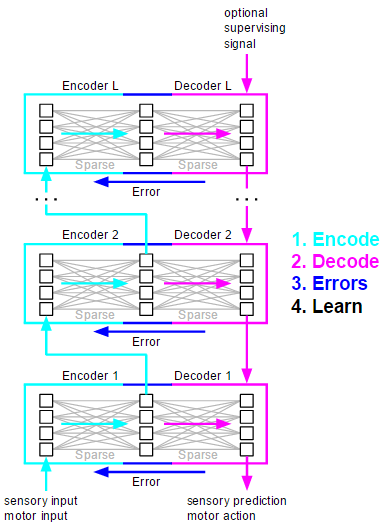 optional
supervising
signal
Encoder L
Decoder L
Sparse
Sparse
Error
...
...
Encoder 2
Decoder 2
Sparse
Sparse
Error
1. Encode
2. Decode
3. Errors
4. Learn
Encoder 1
Decoder 1
Sparse
Sparse
Error
sensory input
motor input
sensory prediction
motor action